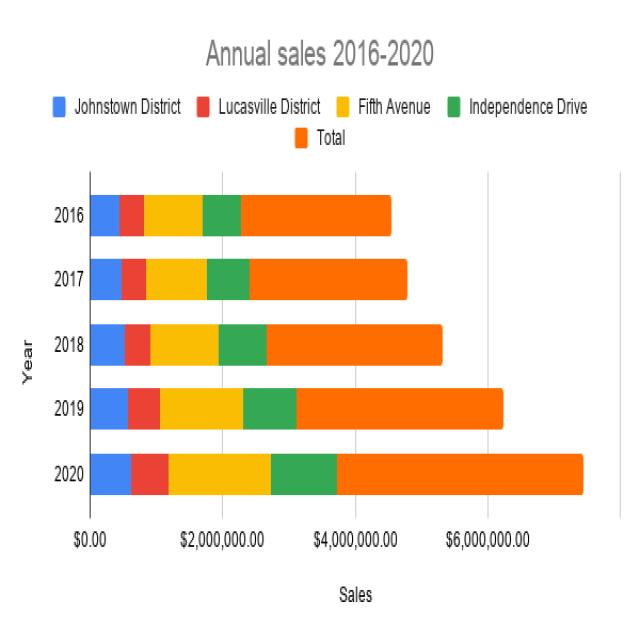 Annual sales 2016-2020
Johnstown District Lucasville District Fifth Avenue Independence Drive
Total
2016
2017
2018
2019
2020
Year
$0.00 $2,000,000.00 $4,000,000.00 $6,000,000.00
Sales